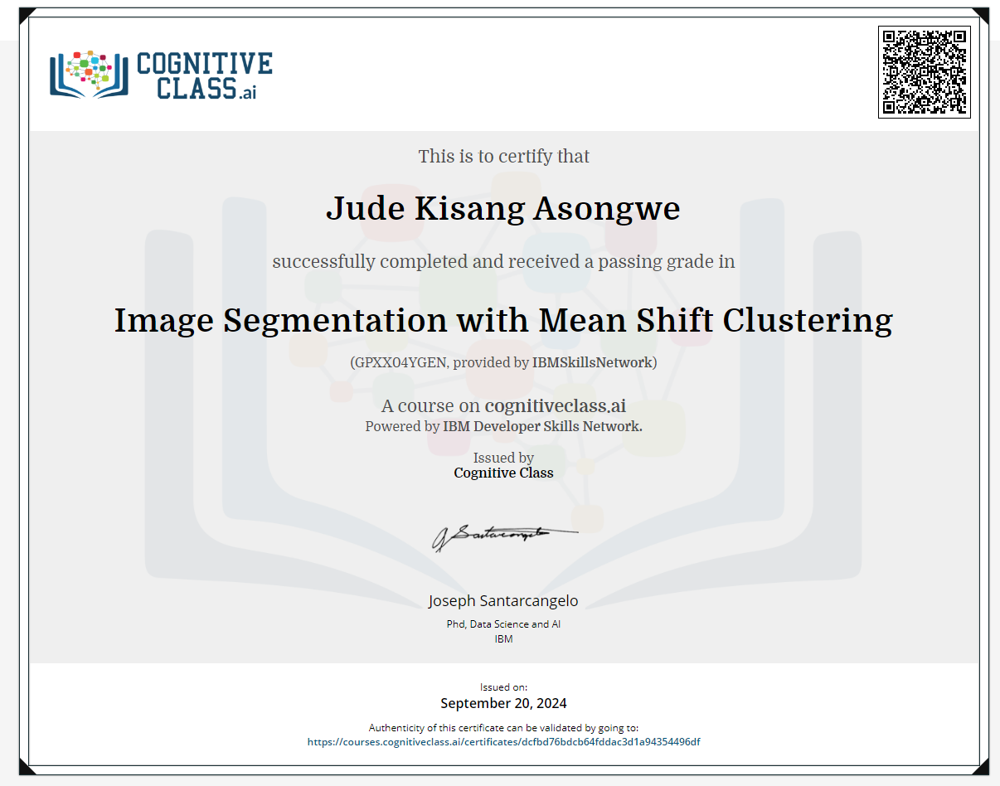 COGNITIVE
CLASS.ai
This is to certify that
Jude Kisang Asongwe
successfully completed and received a passing grade in
Image Segmentation with Mean Shift Clustering
(GPXX04YGEN, provided by IBMSkillsNetwork)
A course on cognitiveclass.ai
Powered by IBM Developer Skills Network.
Issued by
Cognitive Class
Joseph Santarcangelo
Phd, Data Science and AI
IBM
Issued on:
September 20, 2024
Authenticity of this certificate can be validated by going to:
https://courses.cognitiveclass.ai/certificates/dcfbd76bdcb64fddac3d1a94354496df